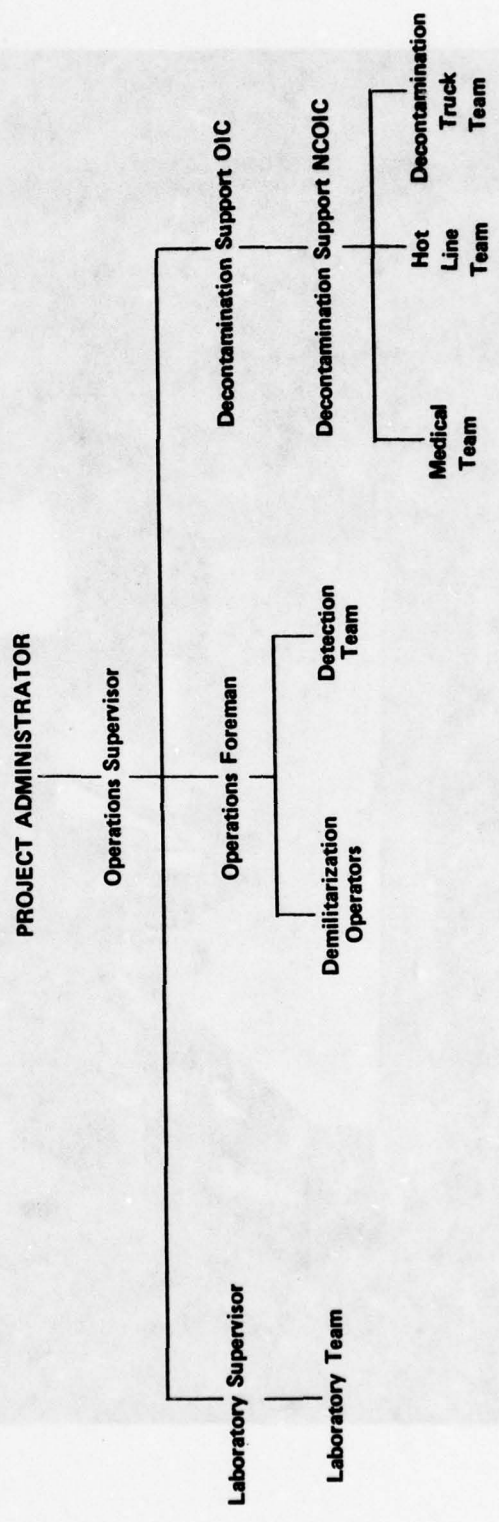 PROJECT ADMINISTRATOR
Operations Supervisor
Laboratory Supervisor
Operations Foreman
Decontamination Support OIC
Laboratory Team
Demilitarization
Operators
Detection
Team
Decontamination Support NCOIC
Medical
Team
Hot
Line
Team
Decontamination
Truck
Team